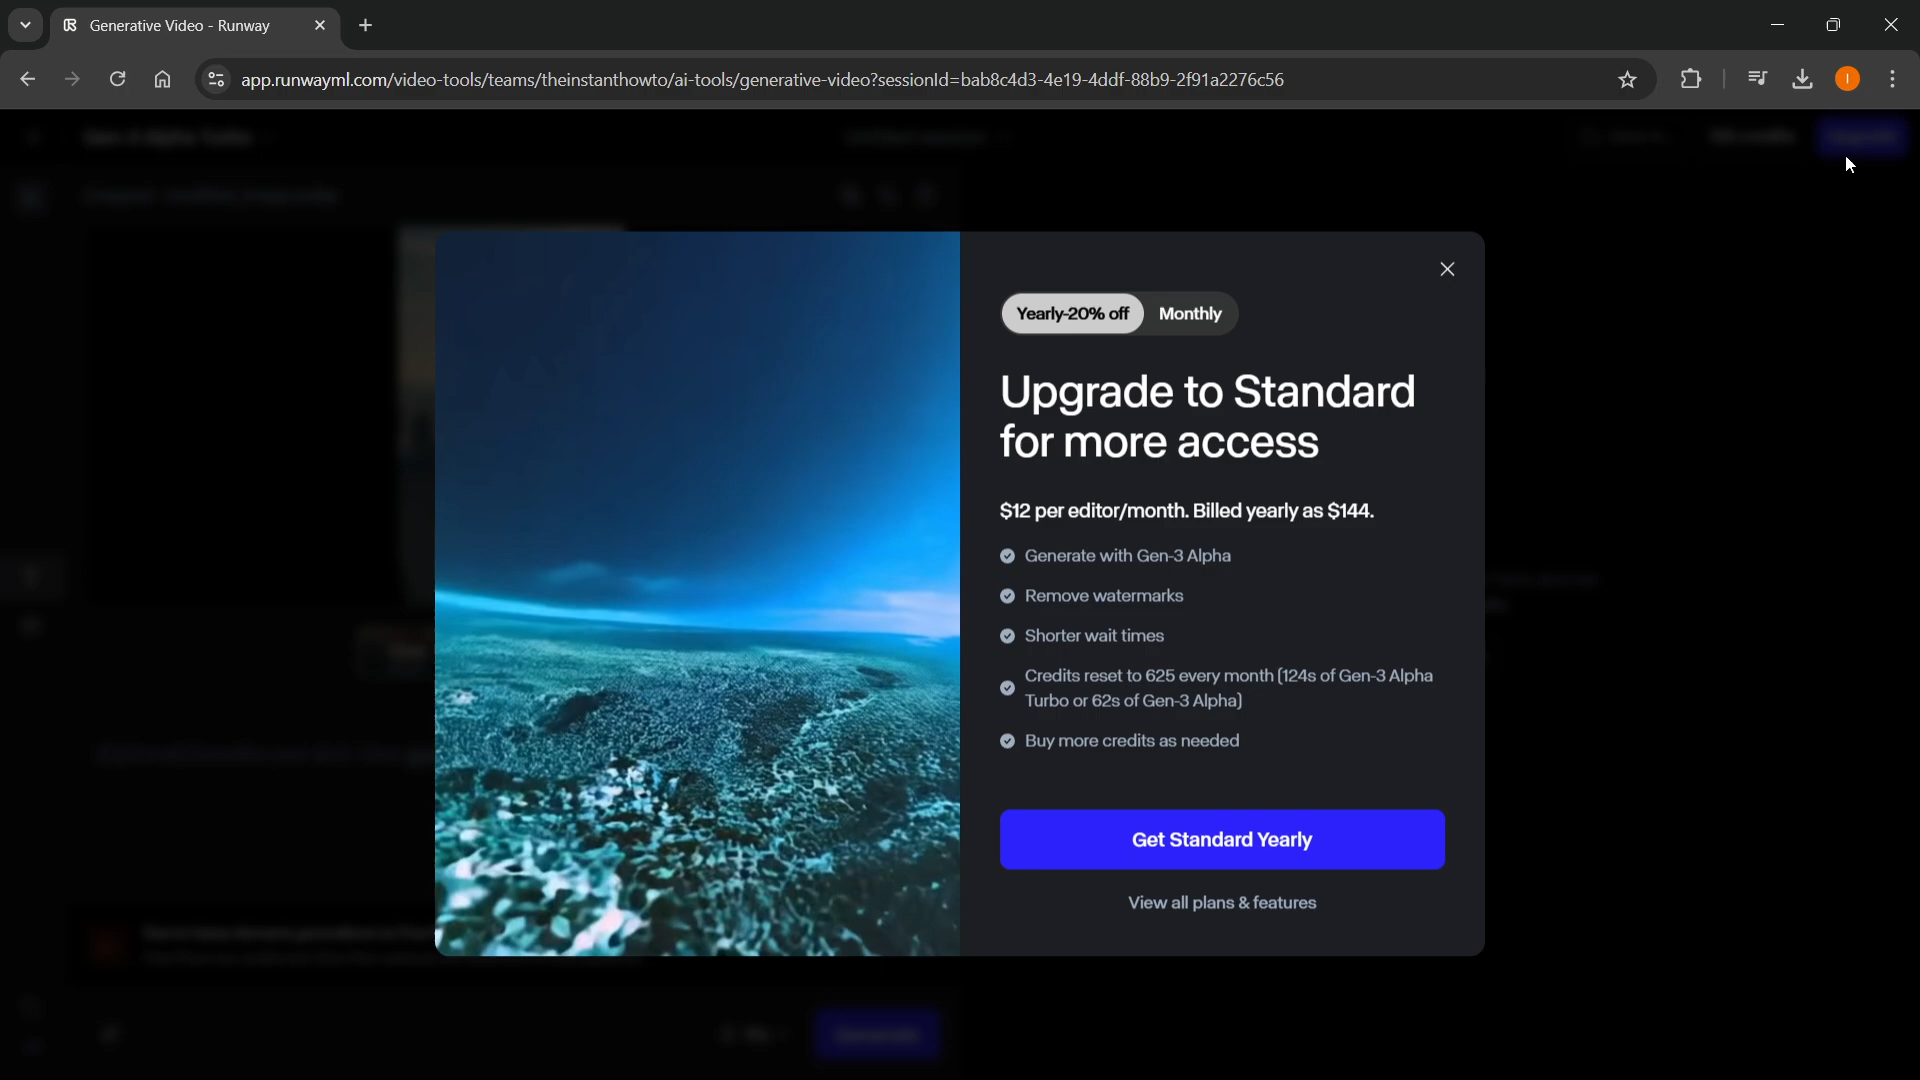 Generative Video - Runway
app.runwayml.com/video-tools/teams/theinstanthowto/ai-tools/generative-video?sessionId=bab8c4d3-4e19-4ddf-88b9-2f91a2276c56
I
Yearly-20% off
Monthly
Upgrade to Standard
for more access
$12 per editor/month. Billed yearly as $144.
Generate with Gen-3 Alpha
Remove watermarks
Shorter wait times
Credits reset to 625 every month (124s of Gen-3 Alpha
Turbo or 62s of Gen-3 Alpha)
Buy more credits as needed
Get Standard Yearly
View all plans & features